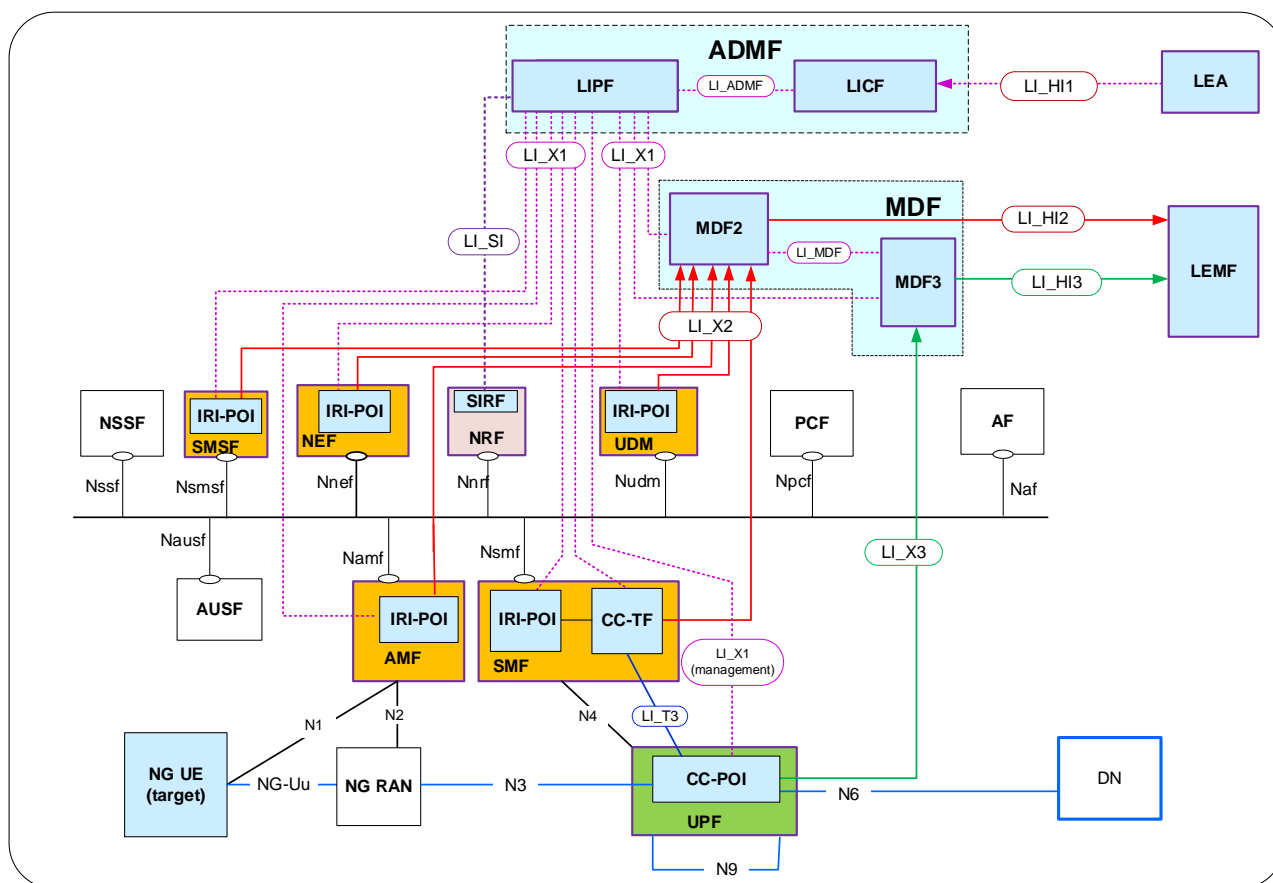 ADMF
LIPF
LI_ADMF
LICF
LI_HI1
LEA
LI_X1
LI_X1
MDF
MDF2
LI_HI2
LI_SI
LI_MDF
MDF3
LI_HI3
LEMF
LI_X2
NSSF
IRI-POI
SMSF
IRI-POI
NEF
SIRF
NRF
IRI-POI
UDM
PCF
AF
Nssf
Nsmsf
Nnef
Nnrf
Nudm
Npcf
Naf
Nausf
Namf
Nsmf
LI_X3
AUSF
IRI-POI
AMF
IRI-POI
CC-TF
SMF
LI_X1
(management)
N1
N2
N4
LI_T3
NG UE
(target)
NG-Uu
NG RAN
N3
CC-POI
UPF
N6
DN
N9